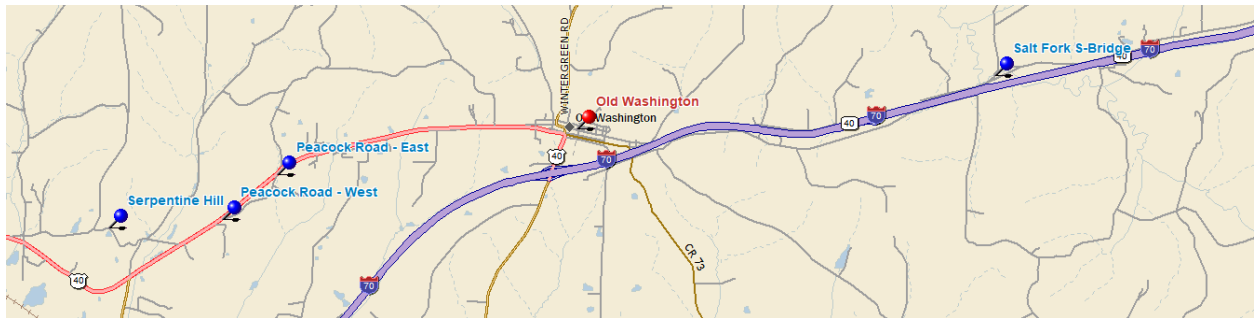 Salt Fork S-Bridge
70
40
WINTERGREEN RD
Old Washington
Washington
70
40
Peacock Road - East
40
70
Peacock Road - West
Serpentine Hill
CR 73
40
70